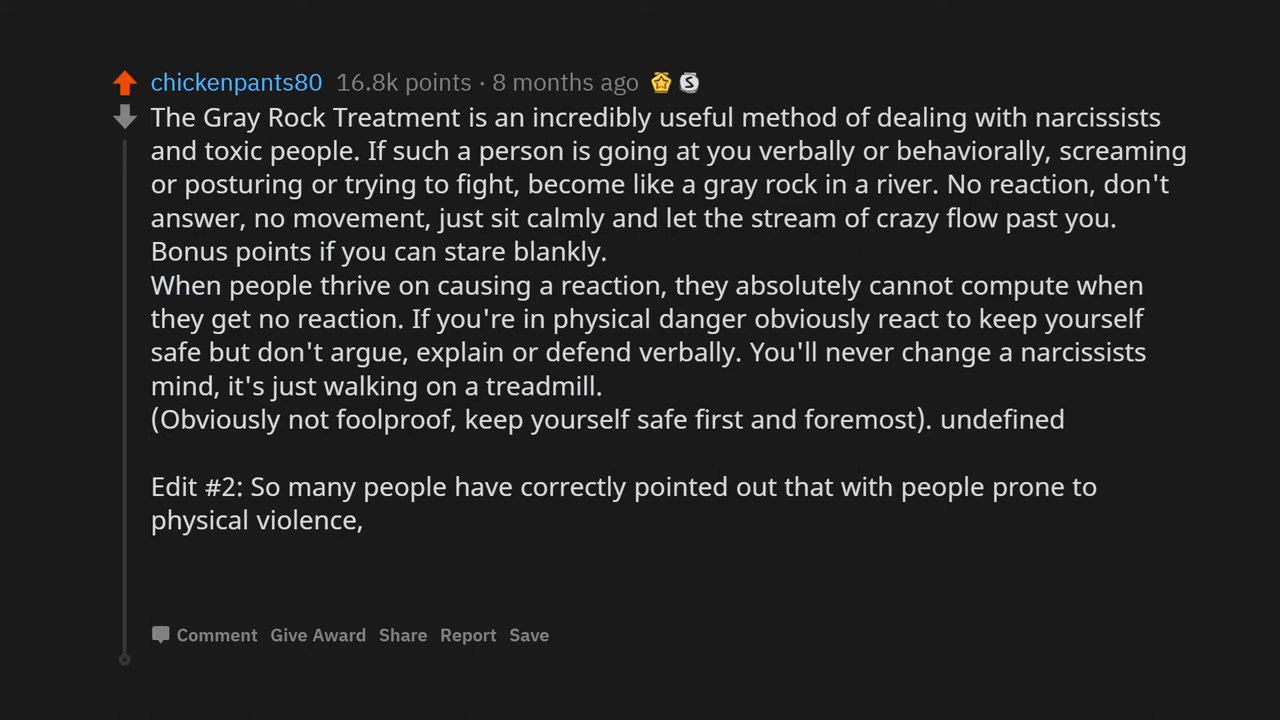 chickenpants80 16.8k points · 8 months ago
The Gray Rock Treatment is an incredibly useful method of dealing with narcissists
and toxic people. If such a person is going at you verbally or behaviorally, screaming
or posturing or trying to fight, become like a gray rock in a river. No reaction, don't
answer, no movement, just sit calmly and let the stream of crazy flow past you.
Bonus points if you can stare blankly.
When people thrive on causing a reaction, they absolutely cannot compute when
they get no reaction. If you're in physical danger obviously react to keep yourself
safe but don't argue, explain or defend verbally. You'll never change a narcissists
mind, it's just walking on a treadmill.
(Obviously not foolproof, keep yourself safe first and foremost). undefined
Edit #2: So many people have correctly pointed out that with people prone to
physical violence,
Comment Give Award Share Report Save